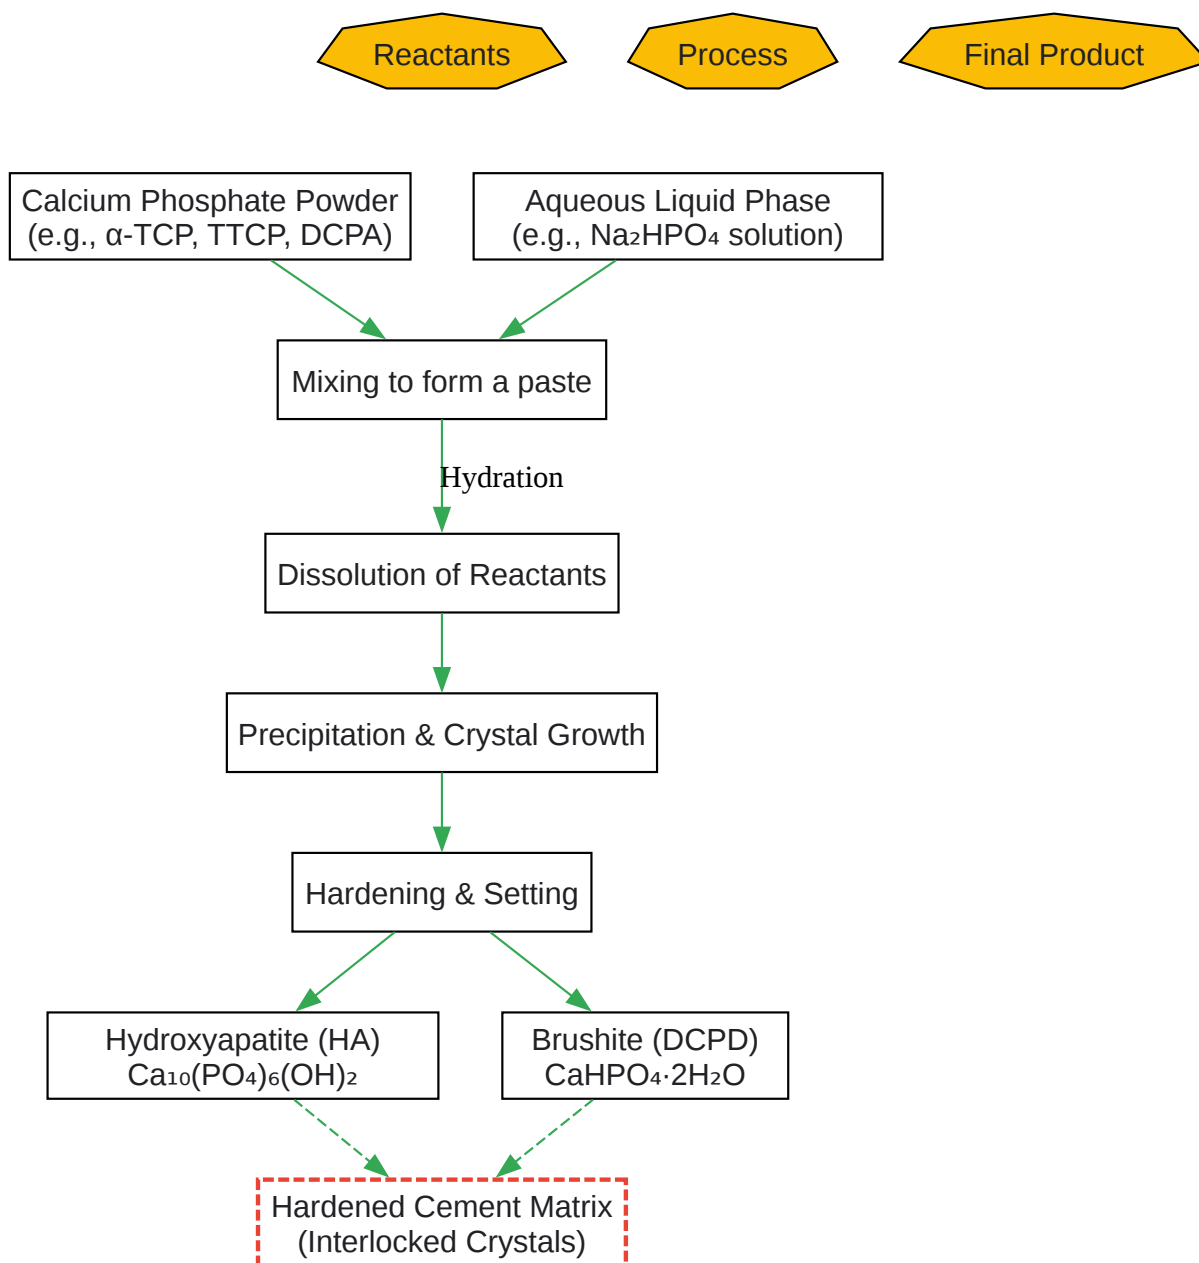 Reactants
Process
Final Product
Calcium Phosphate Powder
(e.g., α-TCP, TTCP, DCPA)
Aqueous Liquid Phase
(e.g., Na₂HPO₄ solution)
Mixing to form a paste
Hydration
Dissolution of Reactants
Precipitation & Crystal Growth
Hardening & Setting
Hydroxyapatite (HA)
Ca₁₀(PO₄)₆(OH)₂
Brushite (DCPD)
CaHPO₄·2H₂O
Hardened Cement Matrix
(Interlocked Crystals)